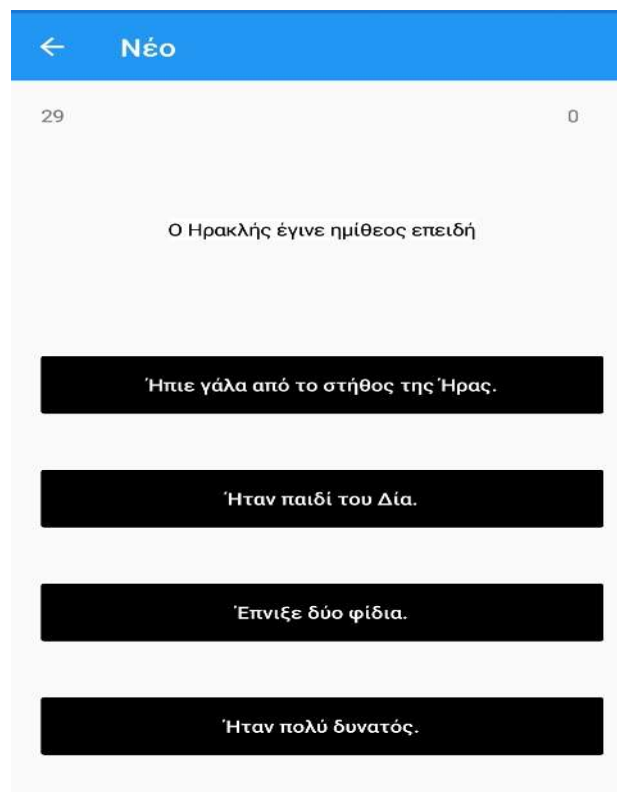 Νέο
29 0
Ο Ηρακλής έγινε ημίθεος επειδή
Ήπιε γάλα από το στήθος της Ήρας.
Ήταν παιδί του Δία.
Έπνιξε δύο φίδια.
Ήταν πολύ δυνατός.